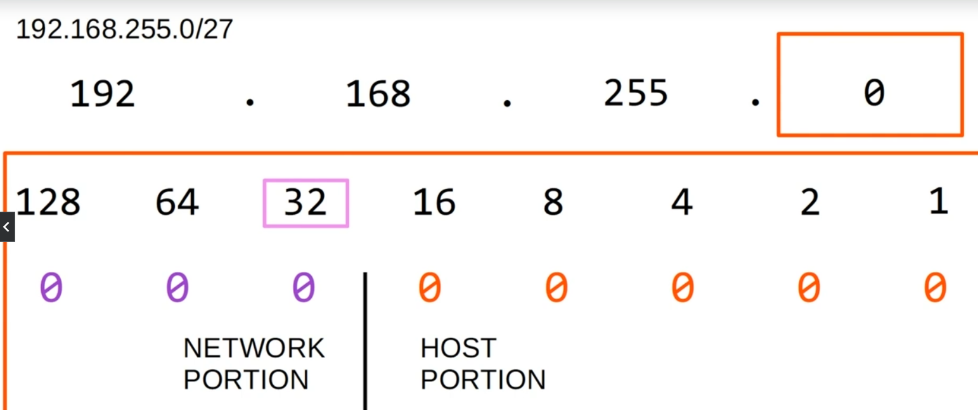 192.168.255.0/27
192 . 168 . 255 . 0
128 64 32 16 8 4 2 1
0 0 0 0 0 0 0 0
NETWORK HOST
PORTION PORTION